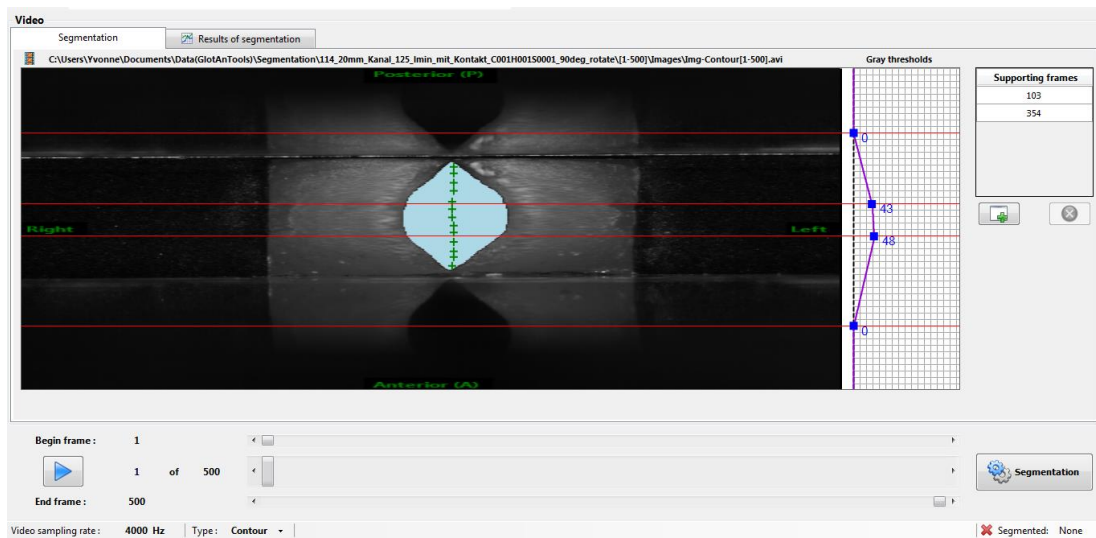 Video
Segmentation
Results of segmentation
C:\Users\Yvonne\Documents\Data(GlotAnTools)\Segmentation\114_20mm_Kanal_125_lmin_mit_Kontakt_C001H001S0001_90deg_rotate\[1-500]\Images\Img-Contour[1-500].avi
Gray thresholds
Supporting frames
103
354
Posterior (P)
0
43
Right
Left
48
0
Anterior (A)
Begin frame : 1
1 of 500
Segmentation
End frame : 500
Video sampling rate : 4000 Hz Type : Contour Segmented: None